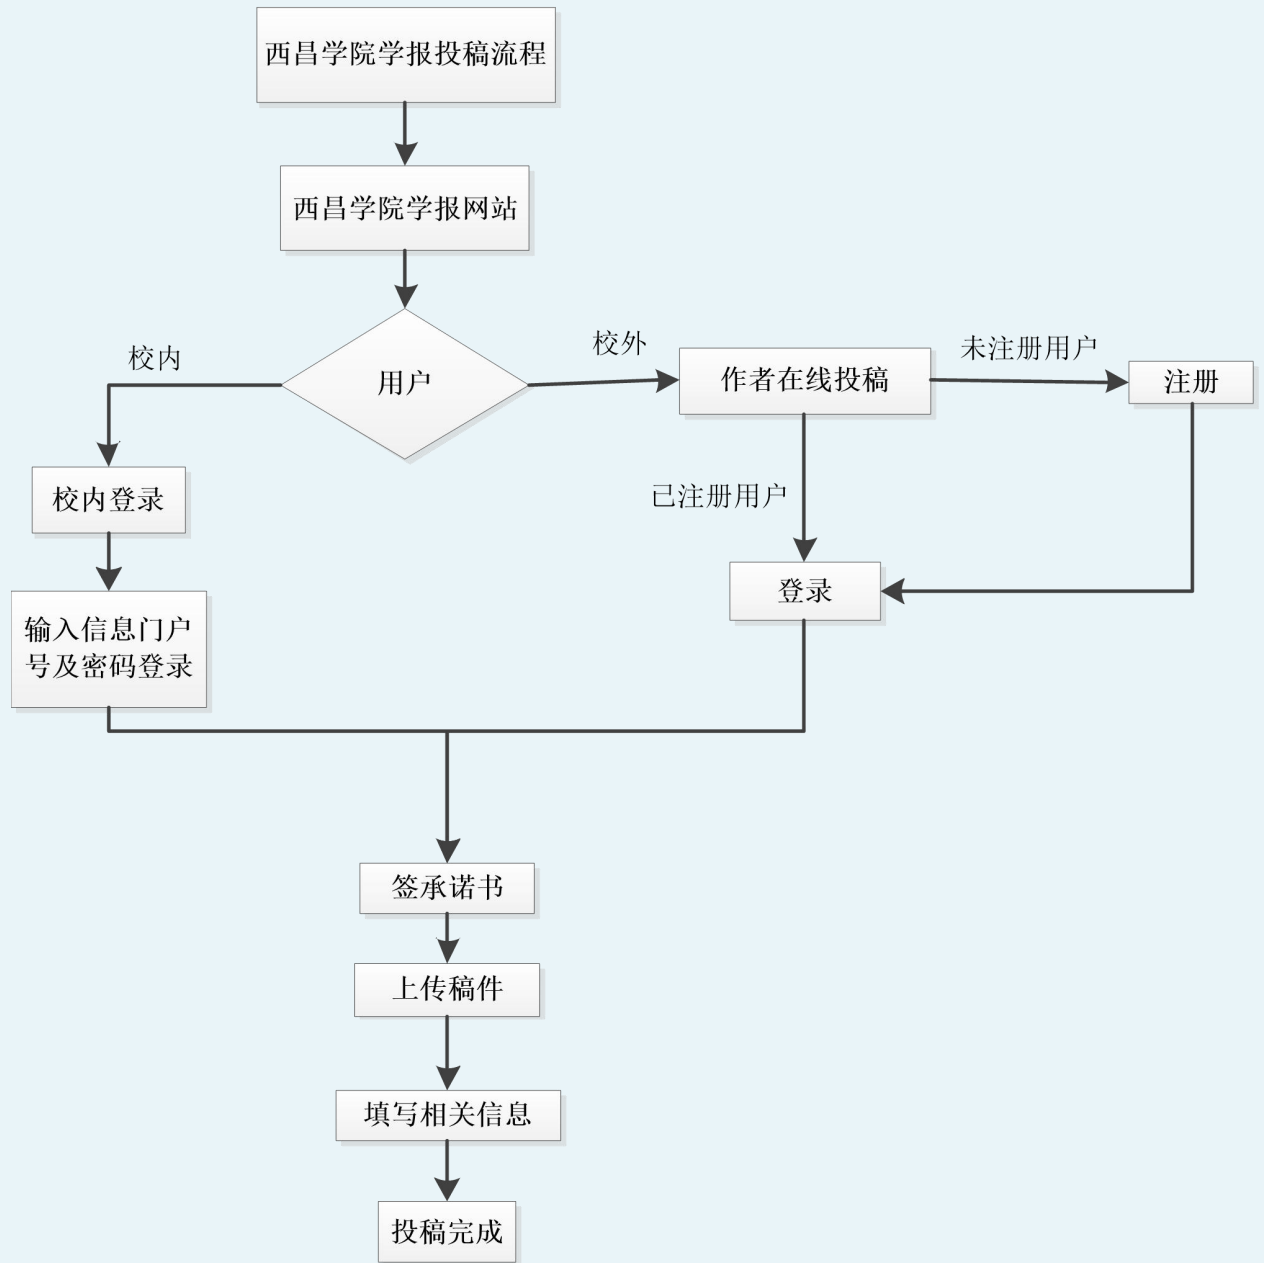 西昌学院学报投稿流程
西昌学院学报网站
用户
校内
校外
作者在线投稿
未注册用户
注册
校内登录
已注册用户
登录
输入信息门户
号及密码登录
签承诺书
上传稿件
填写相关信息
投稿完成